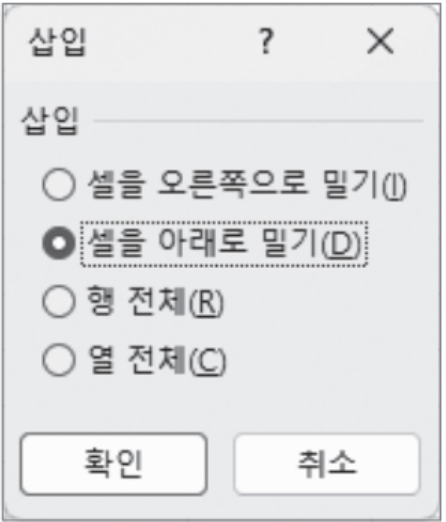 삽입 ? ×
삽입
셀을 오른쪽으로 밀기(I)
셀을 아래로 밀기(D)
행 전체(R)
열 전체(C)
확인 취소